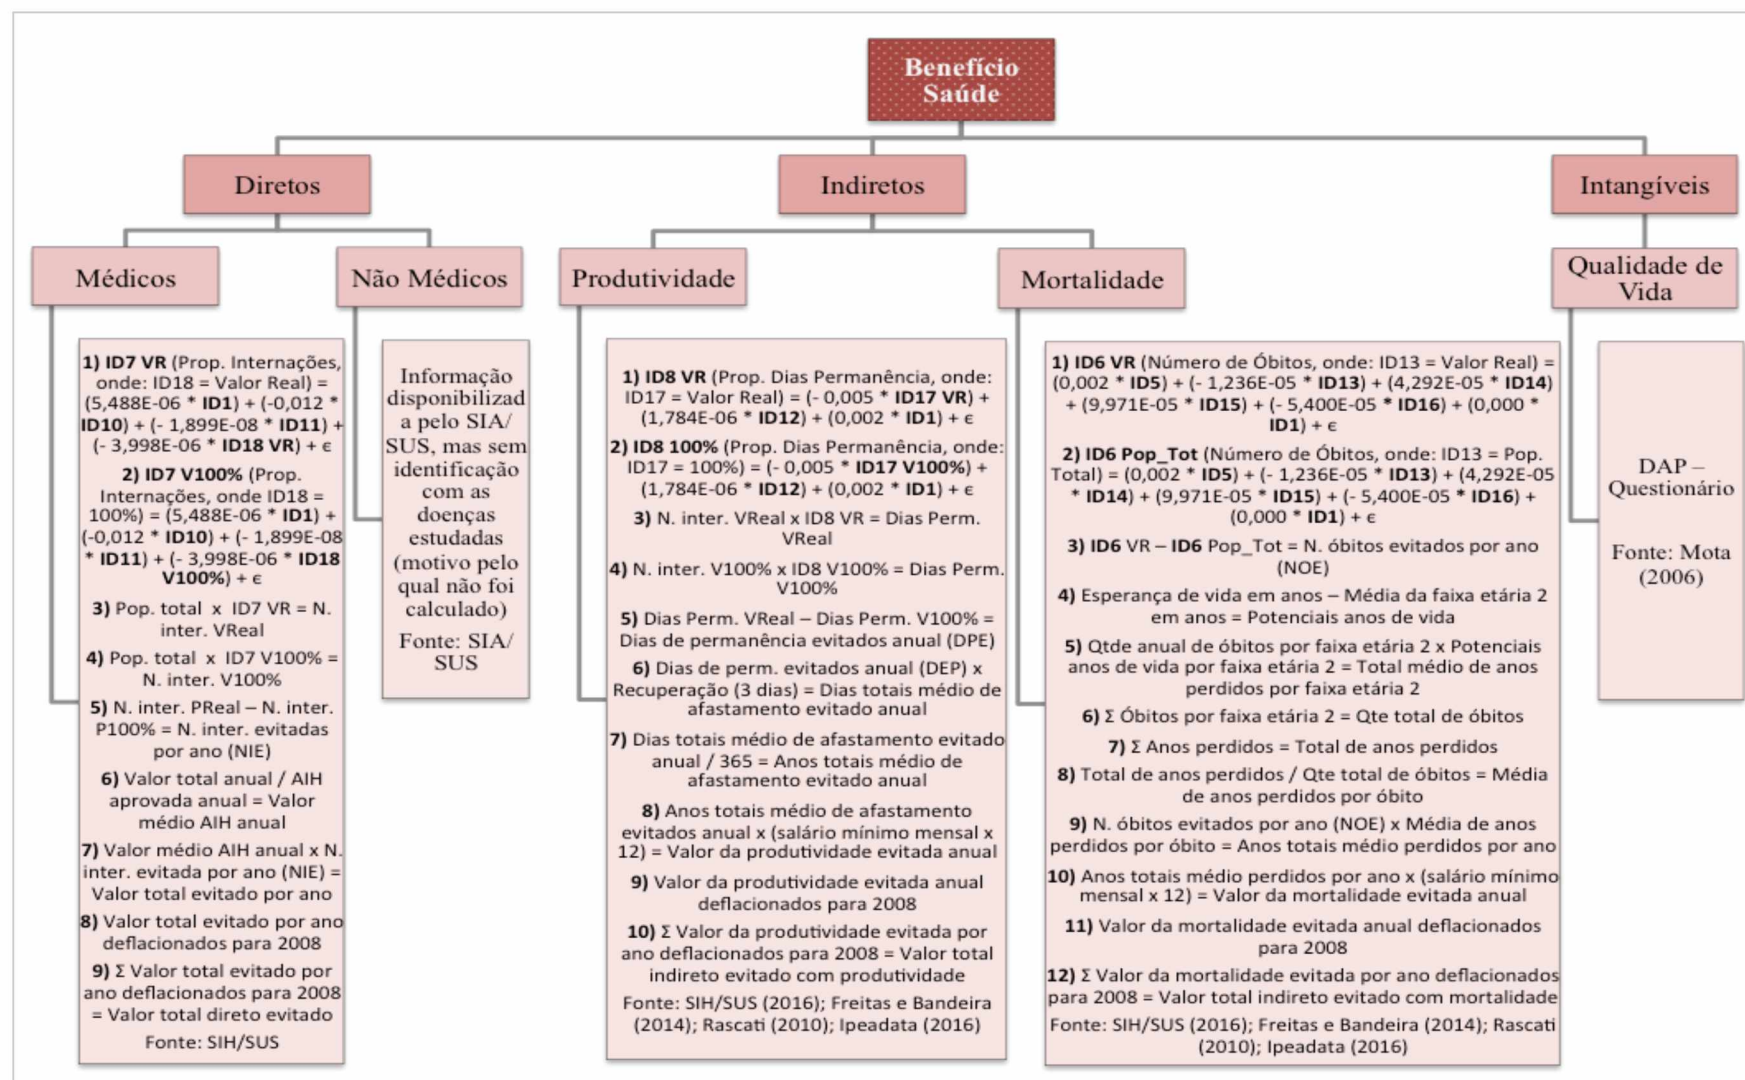 Benefício
Saúde
Diretos
Indiretos
Intangíveis
Médicos
Não Médicos
Produtividade
Mortalidade
Qualidade de
Vida
1) ID7 VR (Prop. Internações,
onde: ID18 = Valor Real) =
(5,488E-06 * ID1) + (-0,012 *
ID10) + (- 1,899E-08 * ID11) +
(- 3,998E-06 * ID18 VR) + ϵ
2) ID7 V100% (Prop.
Internações, onde ID18 =
100%) = (5,488E-06 * ID1) +
(-0,012 * ID10) + (- 1,899E-08
* ID11) + (- 3,998E-06 * ID18
V100%) + ϵ
3) Pop. total x ID7 VR = N.
inter. VReal
4) Pop. total x ID7 V100% =
N. inter. V100%
5) N. inter. PReal – N. inter.
P100% = N. inter. evitadas
por ano (NIE)
6) Valor total anual / AIH
aprovada anual = Valor
médio AIH anual
7) Valor médio AIH anual x N.
inter. evitada por ano (NIE) =
Valor total evitado por ano
8) Valor total evitado por ano
deflacionados para 2008
9) Σ Valor total evitado por
ano deflacionados para 2008
= Valor total direto evitado
Fonte: SIH/SUS
Informação
disponibilizad
a pelo SIA/
SUS, mas sem
identificação
com as
doenças
estudadas
(motivo pelo
qual não foi
calculado)
Fonte: SIA/
SUS
1) ID8 VR (Prop. Dias Permanência, onde:
ID17 = Valor Real) = (- 0,005 * ID17 VR) +
(1,784E-06 * ID12) + (0,002 * ID1) + ϵ
2) ID8 100% (Prop. Dias Permanência, onde:
ID17 = 100%) = (- 0,005 * ID17 V100%) +
(1,784E-06 * ID12) + (0,002 * ID1) + ϵ
3) N. inter. VReal x ID8 VR = Dias Perm.
VReal
4) N. inter. V100% x ID8 V100% = Dias Perm.
V100%
5) Dias Perm. VReal – Dias Perm. V100% =
Dias de permanência evitados anual (DPE)
6) Dias de perm. evitados anual (DEP) x
Recuperação (3 dias) = Dias totais médio de
afastamento evitado anual
7) Dias totais médio de afastamento evitado
anual / 365 = Anos totais médio de
afastamento evitado anual
8) Anos totais médio de afastamento
evitados anual x (salário mínimo mensal x
12) = Valor da produtividade evitada anual
9) Valor da produtividade evitada anual
deflacionados para 2008
10) Σ Valor da produtividade evitada por
ano deflacionados para 2008 = Valor total
indireto evitado com produtividade
Fonte: SIH/SUS (2016); Freitas e Bandeira
(2014); Rascati (2010); Ipeadata (2016)
1) ID6 VR (Número de Óbitos, onde: ID13 = Valor Real) =
(0,002 * ID5) + (- 1,236E-05 * ID13) + (4,292E-05 * ID14)
+ (9,971E-05 * ID15) + (- 5,400E-05 * ID16) + (0,000 *
ID1) + ϵ
2) ID6 Pop_Tot (Número de Óbitos, onde: ID13 = Pop.
Total) = (0,002 * ID5) + (- 1,236E-05 * ID13) + (4,292E-05
* ID14) + (9,971E-05 * ID15) + (- 5,400E-05 * ID16) +
(0,000 * ID1) + ϵ
3) ID6 VR – ID6 Pop_Tot = N. óbitos evitados por ano
(NOE)
4) Esperança de vida em anos – Média da faixa etária 2
em anos = Potenciais anos de vida
5) Qtde anual de óbitos por faixa etária 2 x Potenciais
anos de vida por faixa etária 2 = Total médio de anos
perdidos por faixa etária 2
6) Σ Óbitos por faixa etária 2 = Qte total de óbitos
7) Σ Anos perdidos = Total de anos perdidos
8) Total de anos perdidos / Qte total de óbitos = Média
de anos perdidos por óbito
9) N. óbitos evitados por ano (NOE) x Média de anos
perdidos por óbito = Anos totais médio perdidos por ano
10) Anos totais médio perdidos por ano x (salário mínimo
mensal x 12) = Valor da mortalidade evitada anual
11) Valor da mortalidade evitada anual deflacionados
para 2008
12) Σ Valor da mortalidade evitada por ano deflacionados
para 2008 = Valor total indireto evitado com mortalidade
Fonte: SIH/SUS (2016); Freitas e Bandeira (2014); Rascati
(2010); Ipeadata (2016)
DAP –
Questionário
Fonte: Mota
(2006)